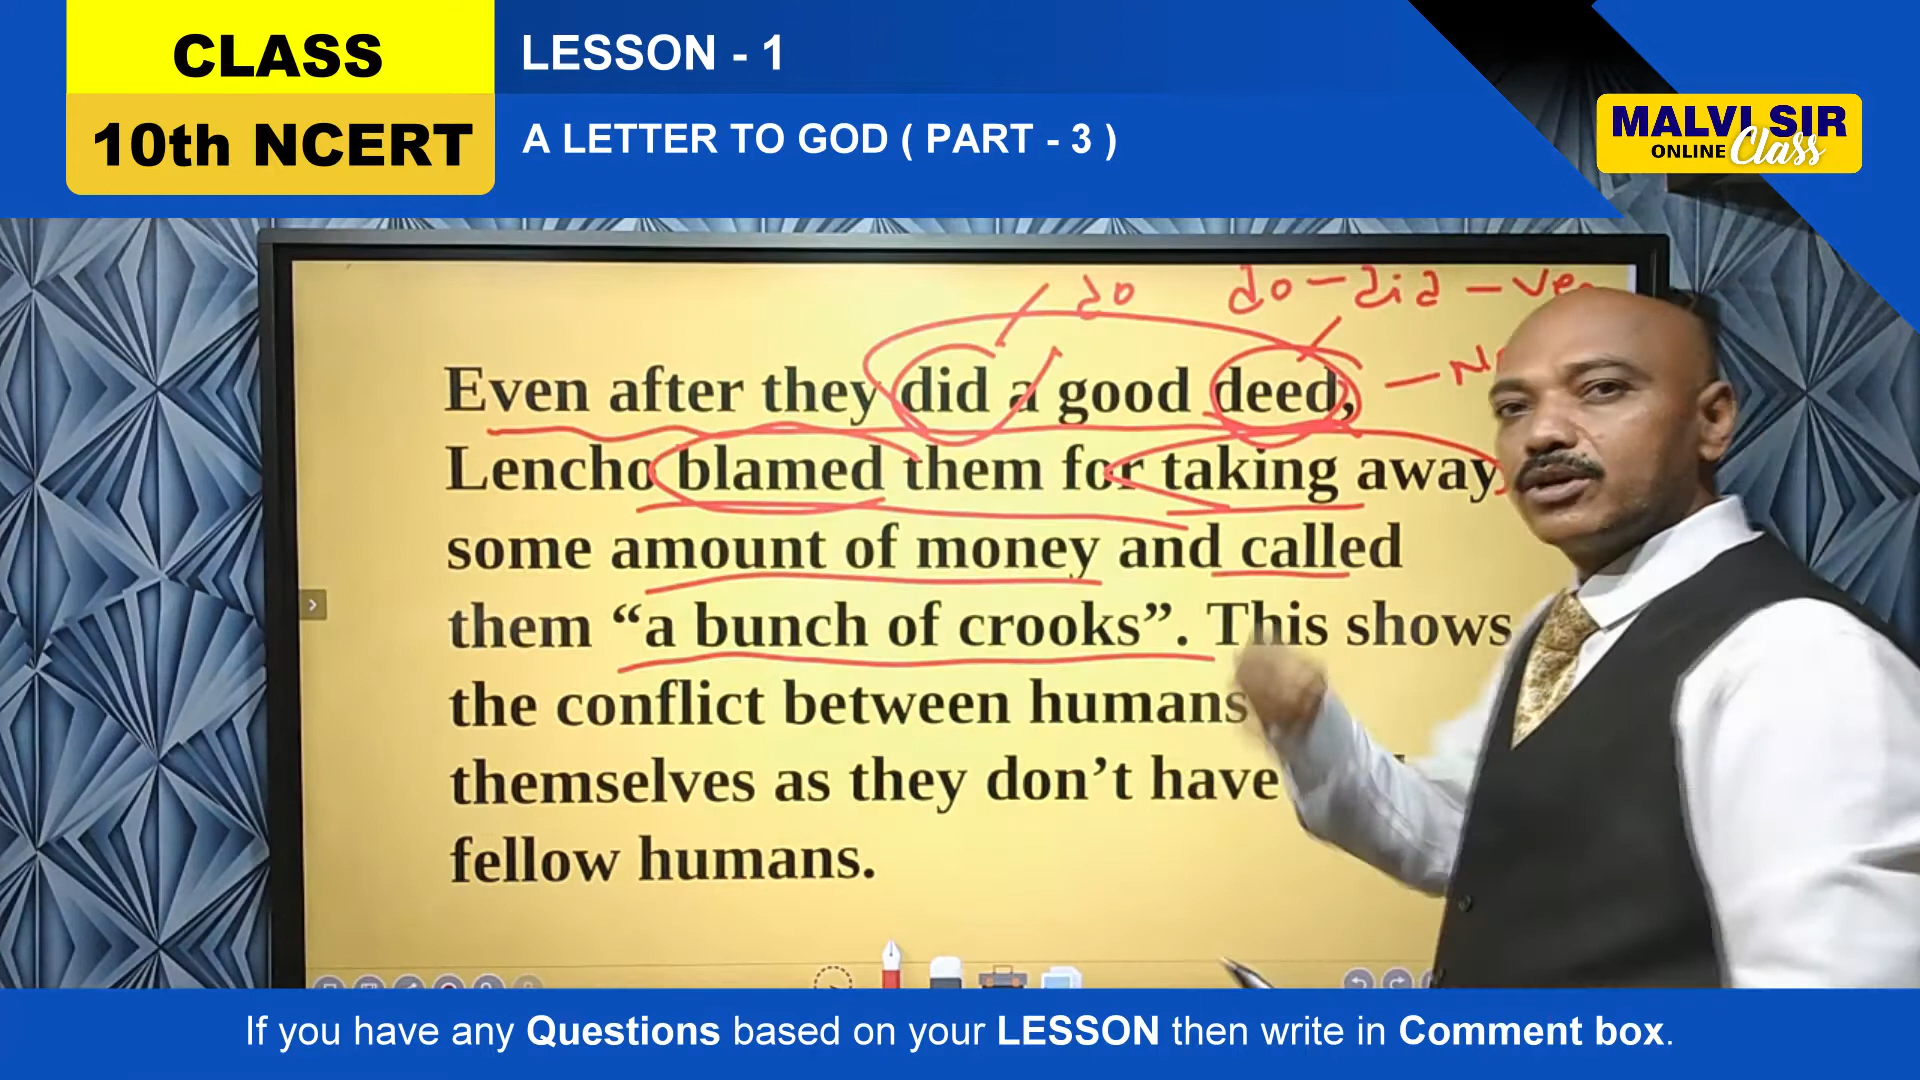 CLASS
10th NCERT
LESSON - 1
A LETTER TO GOD ( PART - 3 )
MALVI SIR
ONLINE Class
do do - did - ve
Even after they did a good deed,
Lencho blamed them for taking away
some amount of money and called
them “a bunch of crooks”. This shows
the conflict between humans
themselves as they don’t have
fellow humans.
If you have any Questions based on your LESSON then write in Comment box.